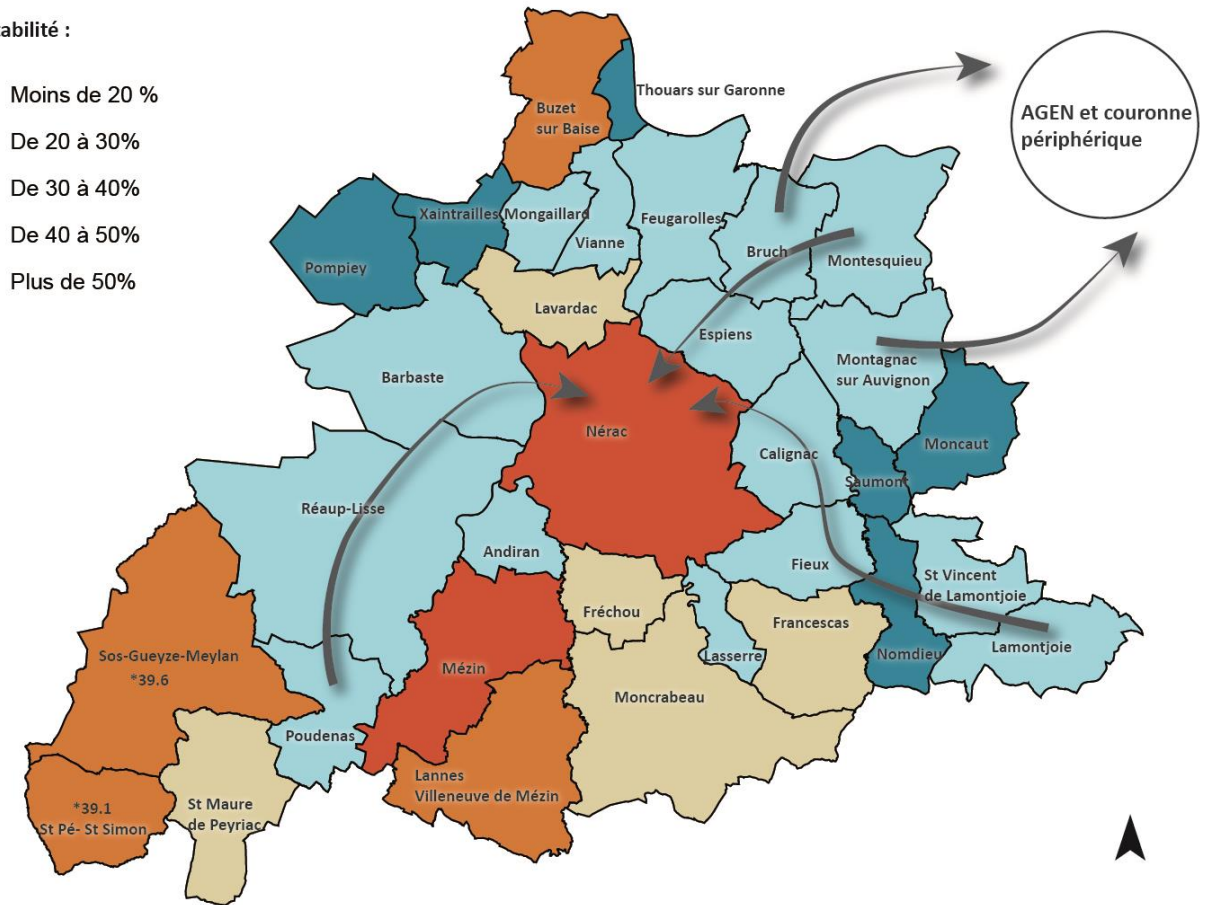 tabilité :
Moins de 20 %
De 20 à 30%
De 30 à 40%
De 40 à 50%
Plus de 50%
Buzet
sur Baise
Thouars sur Garonne
AGEN et couronne
périphérique
Xaintrailles
Mongaillard
Vianne
Feugarolles
Bruch
Montesquieu
Pompiey
Lavardac
Espiens
Montagnac
sur Auvignon
Barbaste
Nérac
Calignac
Moncaut
Saumont
Réaup-Lisse
Andiran
Fieux
St Vincent
de Lamontjoie
Fréchou
Francescas
Lasserre
Nomdieu
Lamontjoie
Sos-Gueyze-Meylan
*39.6
Mézin
Moncrabeau
Poudenas
Lannes
Villeneuve de Mézin
*39.1
St Pé- St Simon
St Maure
de Peyriac